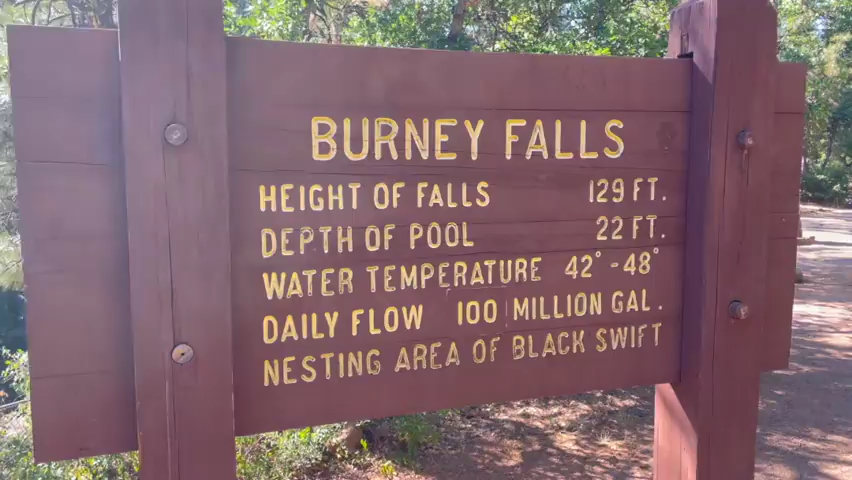 BURNEY FALLS
HEIGHT OF FALLS 129 FT.
DEPTH OF POOL 22 FT.
WATER TEMPERATURE 42° - 48°
DAILY FLOW 100 MILLION GAL.
NESTING AREA OF BLACK SWIFT